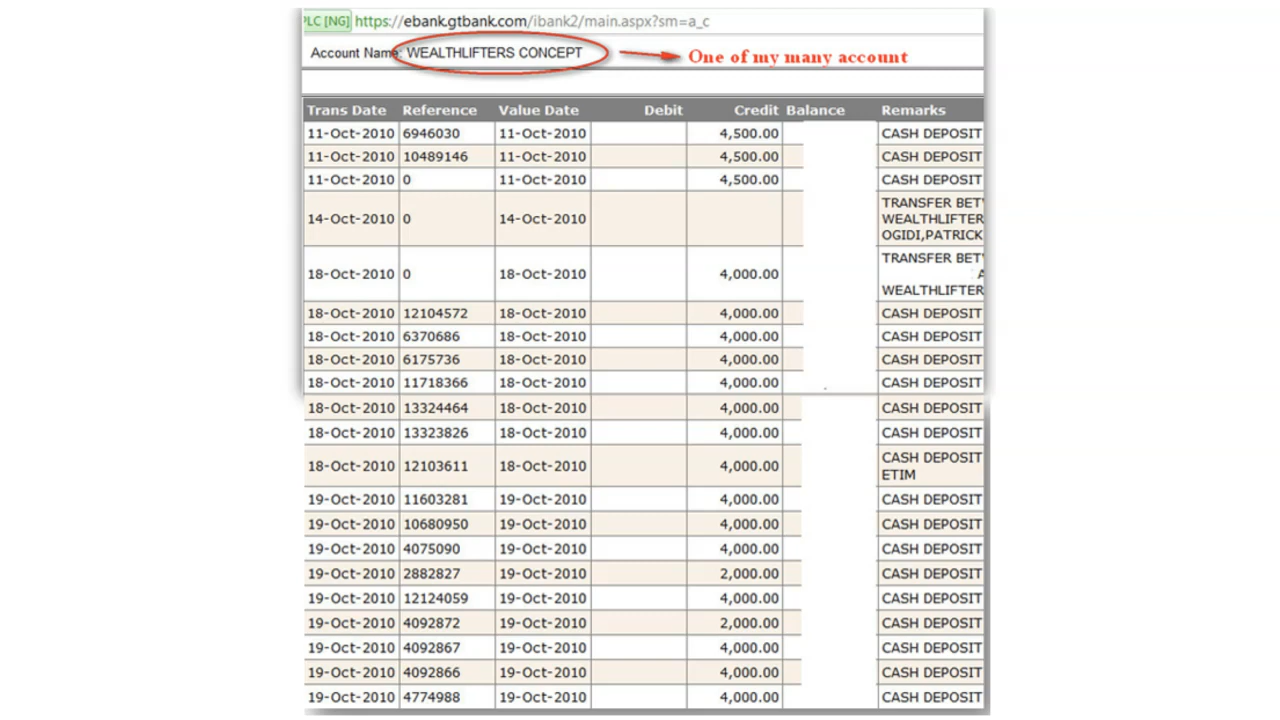 PLC [NG] https://ebank.gtbank.com/ibank2/main.aspx?sm=a_c
Account Name: WEALTHLIFTERS CONCEPT One of my many account
Trans Date Reference Value Date Debit Credit Balance Remarks
11-Oct-2010 6946030 11-Oct-2010 4,500.00 CASH DEPOSIT
11-Oct-2010 10489146 11-Oct-2010 4,500.00 CASH DEPOSIT
11-Oct-2010 0 11-Oct-2010 4,500.00 CASH DEPOSIT
TRANSFER BET
14-Oct-2010 0 14-Oct-2010 WEALTHLIFTER
OGIDI,PATRICK
TRANSFER BET
18-Oct-2010 0 18-Oct-2010 4,000.00 A
WEALTHLIFTER
18-Oct-2010 12104572 18-Oct-2010 4,000.00 CASH DEPOSIT
18-Oct-2010 6370686 18-Oct-2010 4,000.00 CASH DEPOSIT
18-Oct-2010 6175736 18-Oct-2010 4,000.00 CASH DEPOSIT
18-Oct-2010 11718366 18-Oct-2010 4,000.00 CASH DEPOSIT
18-Oct-2010 13324464 18-Oct-2010 4,000.00 CASH DEPOSIT
18-Oct-2010 13323826 18-Oct-2010 4,000.00 CASH DEPOSIT
18-Oct-2010 12103611 18-Oct-2010 4,000.00 CASH DEPOSIT
ETIM
19-Oct-2010 11603281 19-Oct-2010 4,000.00 CASH DEPOSIT
19-Oct-2010 10680950 19-Oct-2010 4,000.00 CASH DEPOSIT
19-Oct-2010 4075090 19-Oct-2010 4,000.00 CASH DEPOSIT
19-Oct-2010 2882827 19-Oct-2010 2,000.00 CASH DEPOSIT
19-Oct-2010 12124059 19-Oct-2010 4,000.00 CASH DEPOSIT
19-Oct-2010 4092872 19-Oct-2010 2,000.00 CASH DEPOSIT
19-Oct-2010 4092867 19-Oct-2010 4,000.00 CASH DEPOSIT
19-Oct-2010 4092866 19-Oct-2010 4,000.00 CASH DEPOSIT
19-Oct-2010 4774988 19-Oct-2010 4,000.00 CASH DEPOSIT